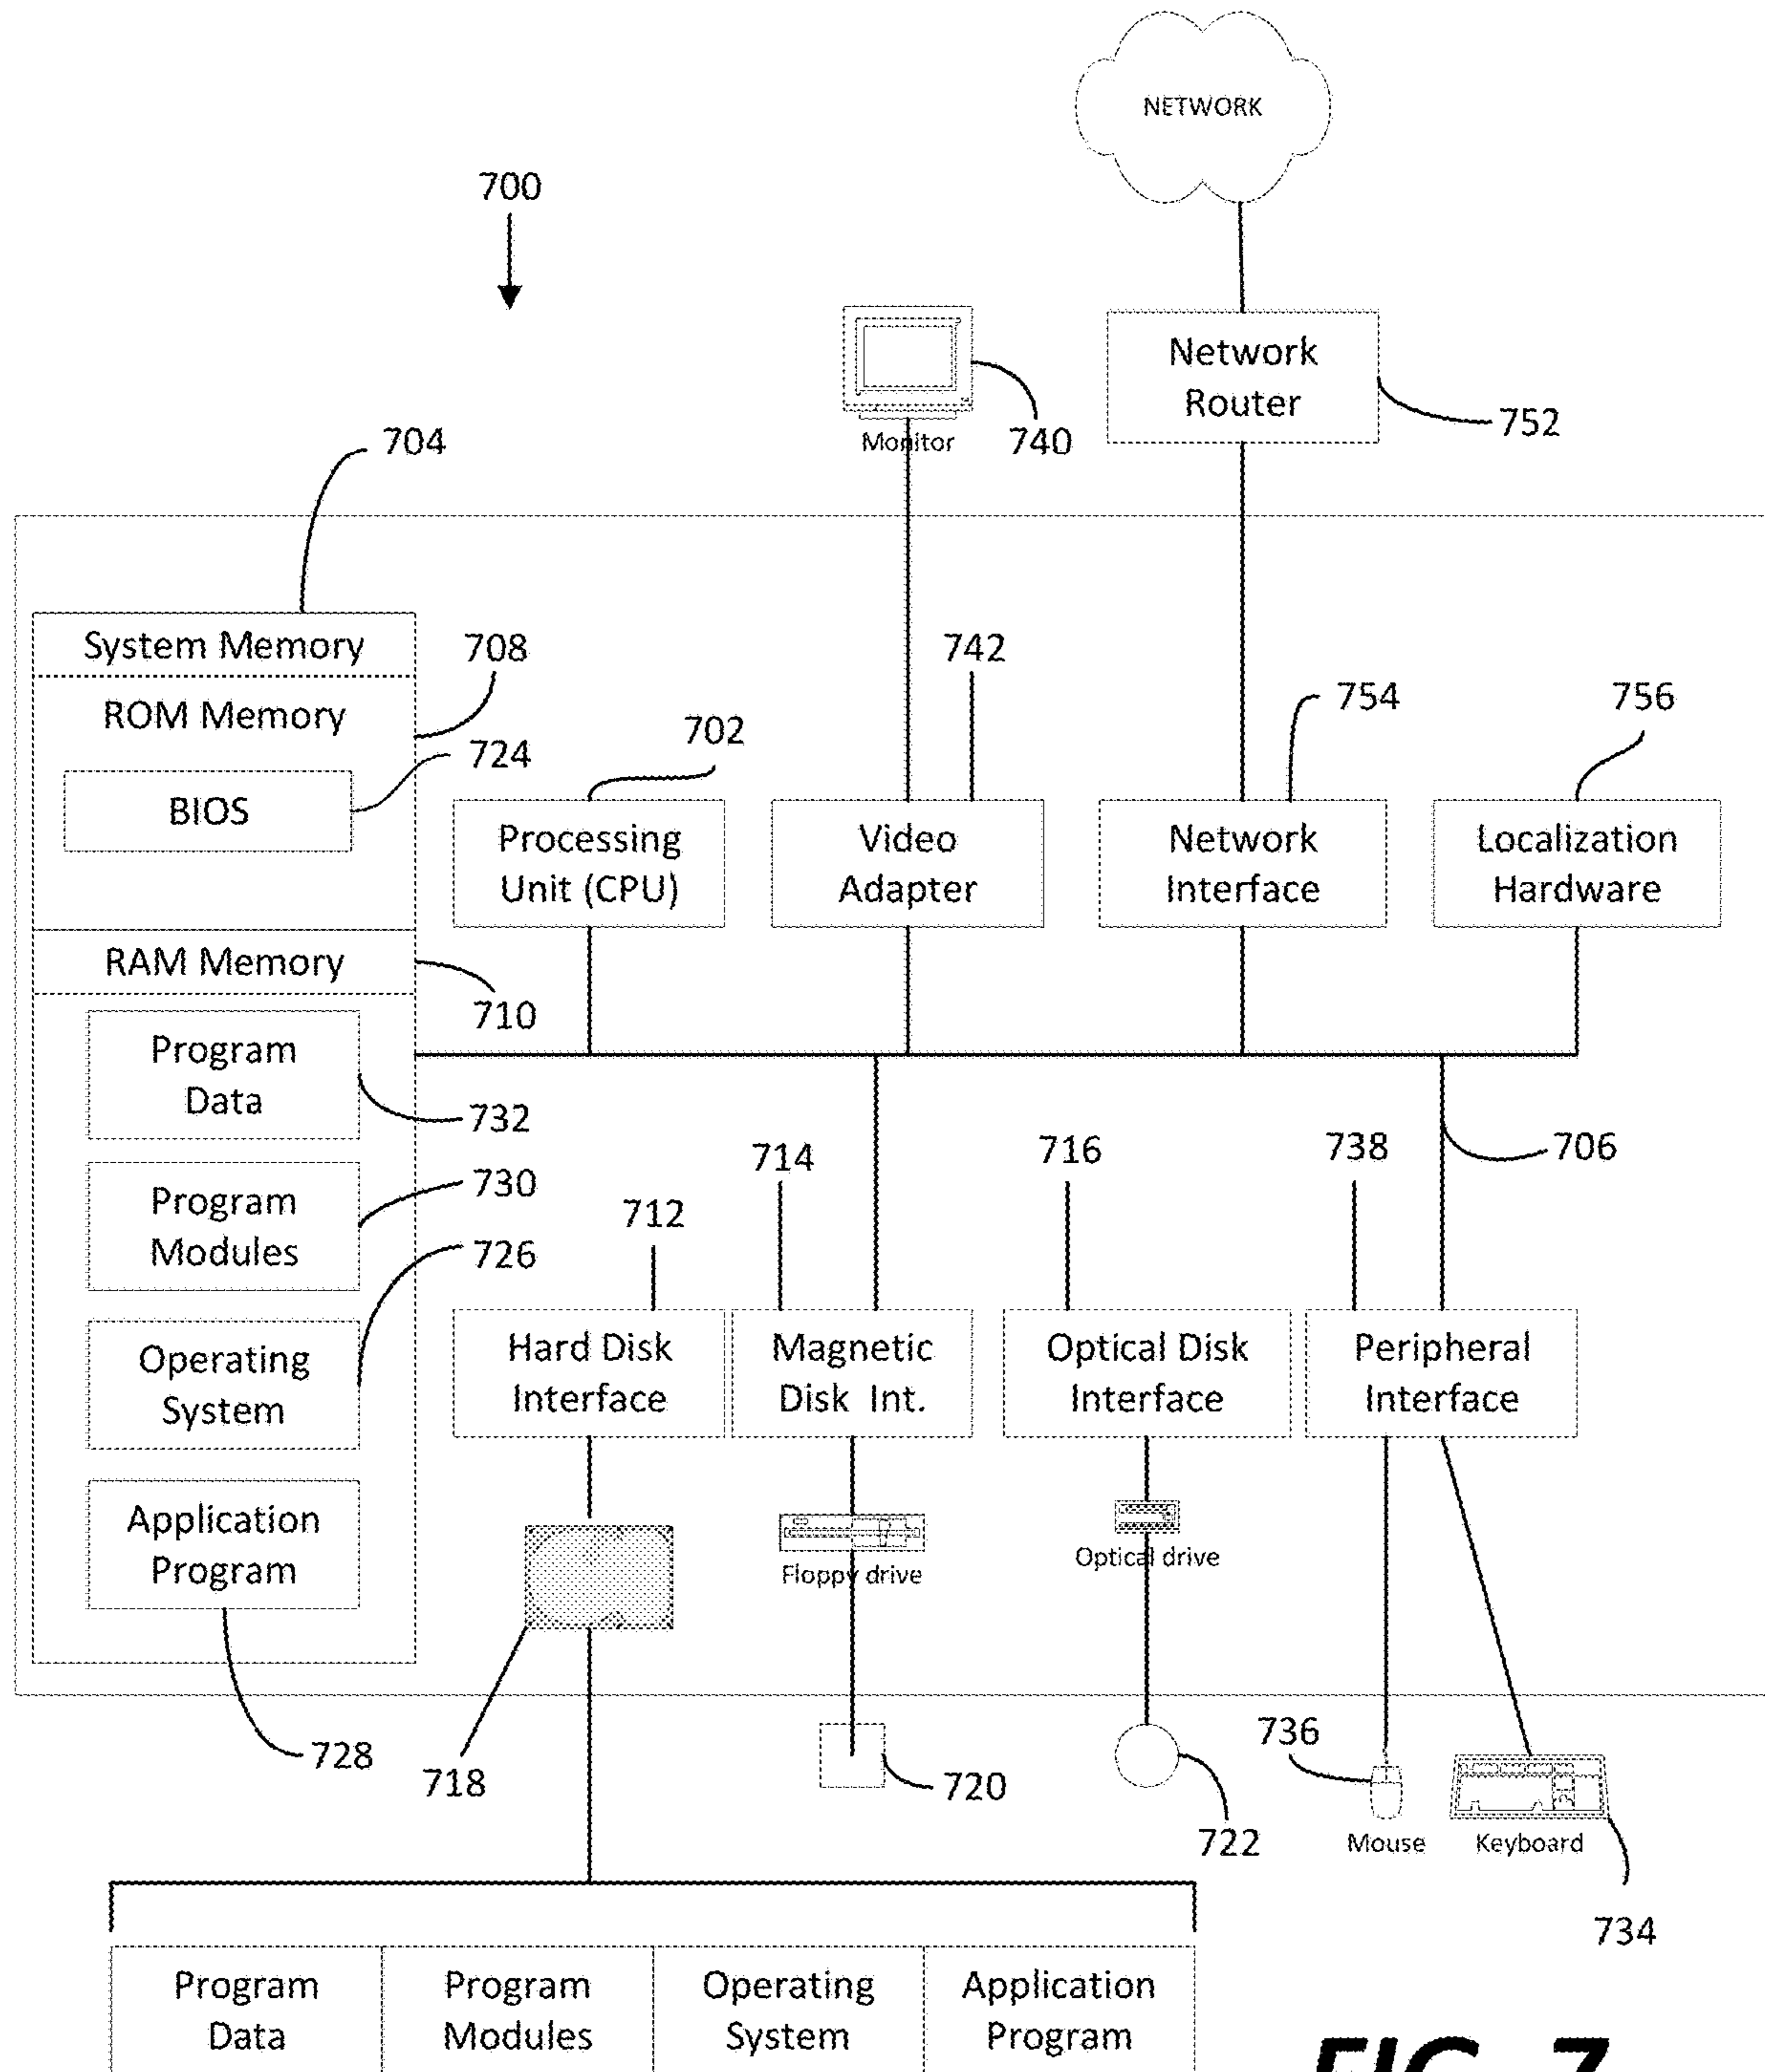 NETWORK
700
Network
Router
752
Monitor
740
704
System Memory
708
742
ROM Memory
754
756
724
702
BIOS
Processing
Unit (CPU)
Video
Adapter
Network
Interface
Localization
Hardware
RAM Memory
710
Program
Data
732
714
716
738
706
Program
Modules
730
712
726
Operating
System
Hard Disk
Interface
Magnetic
Disk Int.
Optical Disk
Interface
Peripheral
Interface
Application
Program
Floppy drive
Optical drive
728
718
720
722
736
Mouse
Keyboard
734
Program
Data
Program
Modules
Operating
System
Application
Program
FIG. 7